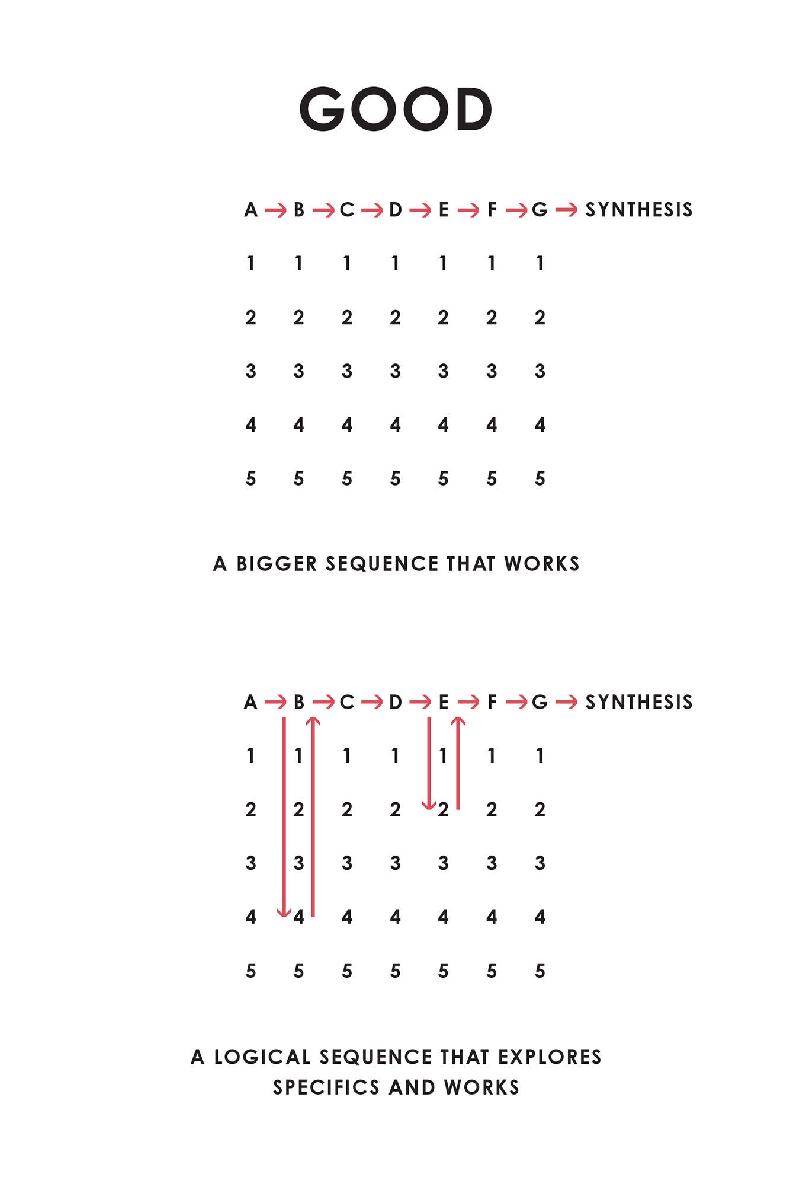 GOOD
A → B → C → D → E → F → G → SYNTHESIS
1 1 1 1 1 1 1
2 2 2 2 2 2 2
3 3 3 3 3 3 3
4 4 4 4 4 4 4
5 5 5 5 5 5 5
A BIGGER SEQUENCE THAT WORKS
A → B → C → D → E → F → G → SYNTHESIS
1 1 1 1 1 1 1
2 2 2 2 2 2 2
3 3 3 3 3 3 3
4 4 4 4 4 4 4
5 5 5 5 5 5 5
A LOGICAL SEQUENCE THAT EXPLORES
SPECIFICS AND WORKS